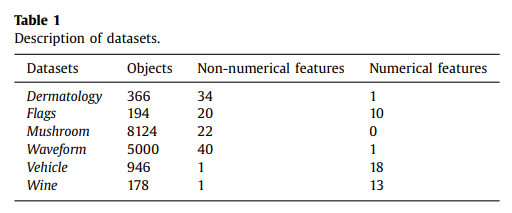 Table 1
Description of datasets.
Datasets Objects Non-numerical features Numerical features
Dermatology 366 34 1
Flags 194 20 10
Mushroom 8124 22 0
Waveform 5000 40 1
Vehicle 946 1 18
Wine 178 1 13